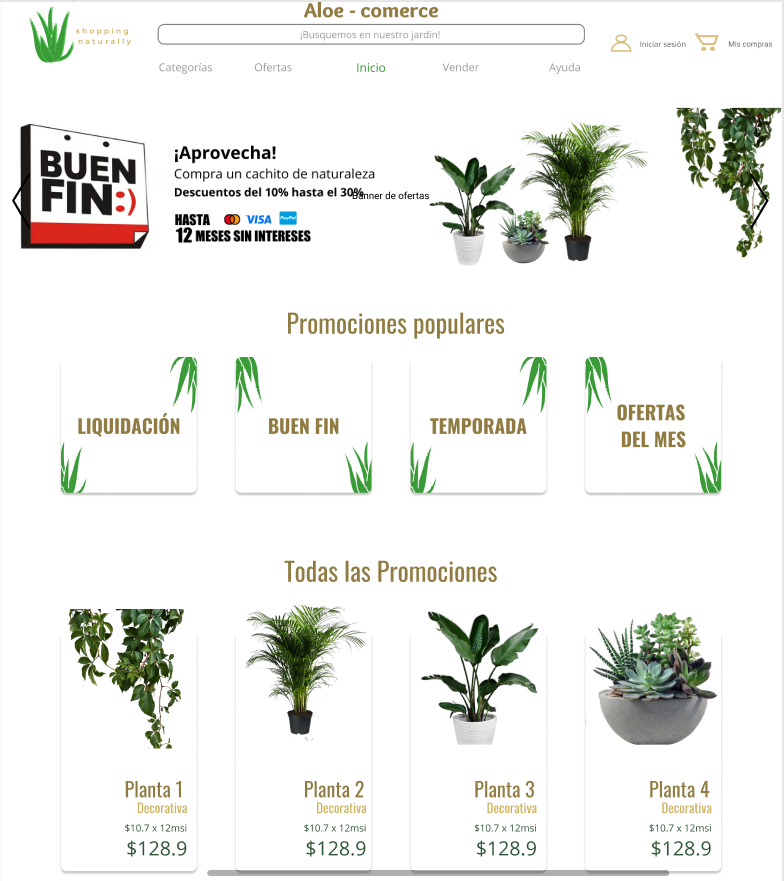 Aloe - comerce
shopping
naturally
¡Busquemos en nuestro jardin!
Iniciar sesión
Mis compras
Categorías
Ofertas
Inicio
Vender
Ayuda
BUEN
FIN:)
¡Aprovecha!
Compra un cachito de naturaleza
Descuentos del 10% hasta el 30%
Banner de ofertas
HASTA VISA PayPal
12 MESES SIN INTERESES
Promociones populares
LIQUIDACIÓN
BUEN FIN
TEMPORADA
OFERTAS
DEL MES
Todas las Promociones
Planta 1
Decorativa
$10.7 x 12msi
$128.9
Planta 2
Decorativa
$10.7 x 12msi
$128.9
Planta 3
Decorativa
$10.7 x 12msi
$128.9
Planta 4
Decorativa
$10.7 x 12msi
$128.9